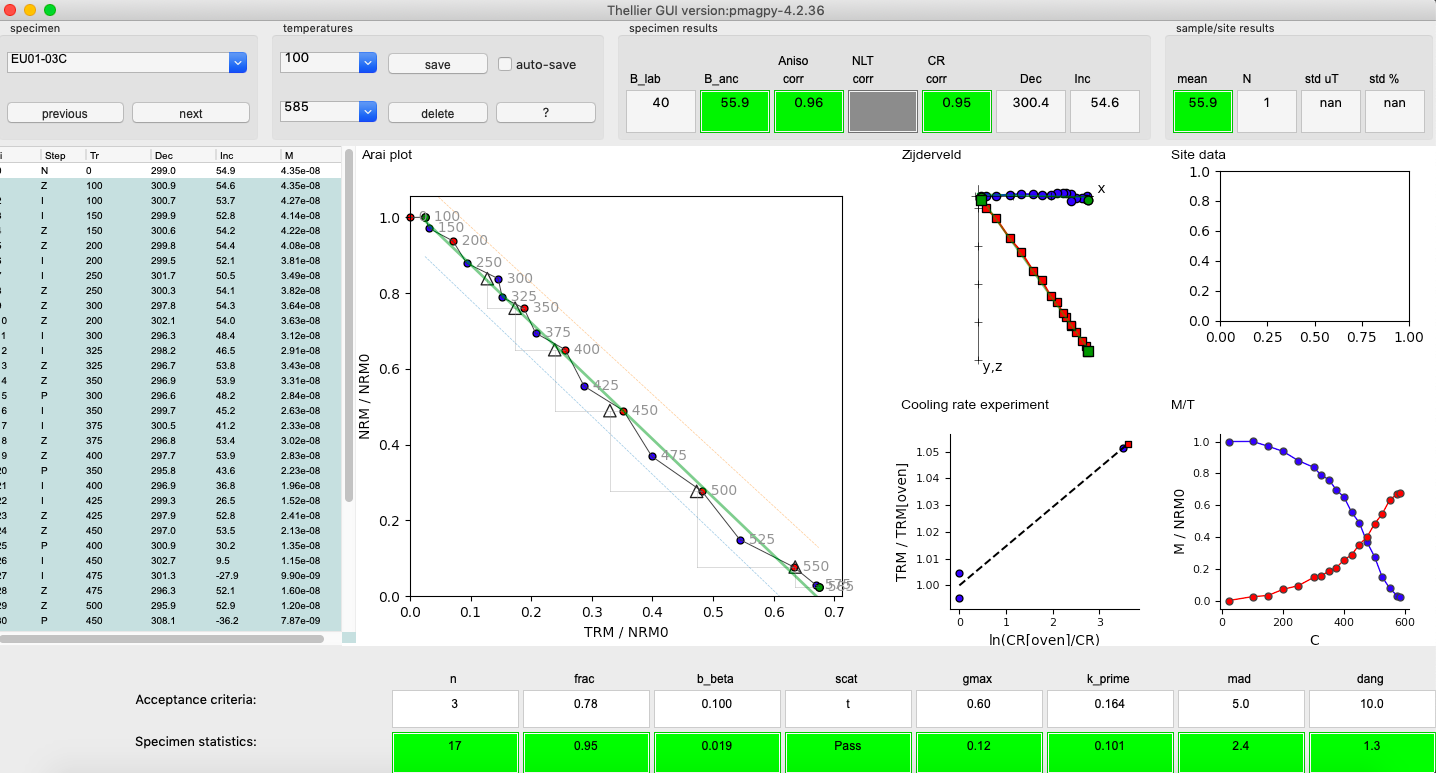 Thellier GUI version:pmagpy-4.2.36
specimen
temperatures
specimen results
sample/site results
EU01-03C
100
save
auto-save
585
delete
?
previous
next
Aniso NLT CR
B_lab B_anc corr corr corr Dec Inc
40 55.9 0.96 0.95 300.4 54.6
mean N std uT std %
55.9 1 nan nan
i Step Tr Dec Inc M
0 N 0 299.0 54.9 4.35e-08
Z 100 300.9 54.6 4.35e-08
2 I 100 300.7 53.7 4.27e-08
3 I 150 299.9 52.8 4.14e-08
4 Z 150 300.6 54.2 4.22e-08
5 Z 200 299.8 54.4 4.08e-08
6 I 200 299.5 52.1 3.81e-08
7 I 250 301.7 50.5 3.49e-08
8 Z 250 300.3 54.1 3.82e-08
9 Z 300 297.8 54.3 3.64e-08
0 Z 200 302.1 54.0 3.63e-08
1 I 300 296.3 48.4 3.12e-08
2 I 325 298.2 46.5 2.91e-08
3 Z 325 296.7 53.8 3.43e-08
4 Z 350 296.9 53.9 3.31e-08
5 P 300 296.6 48.2 2.84e-08
6 I 350 299.7 45.2 2.63e-08
7 I 375 300.5 41.2 2.33e-08
8 Z 375 296.8 53.4 3.02e-08
9 Z 400 297.7 53.9 2.83e-08
20 P 350 295.8 43.6 2.23e-08
21 I 400 296.9 36.8 1.96e-08
22 I 425 299.3 26.5 1.52e-08
23 Z 425 297.9 52.8 2.41e-08
24 Z 450 297.0 53.5 2.13e-08
25 P 400 300.9 30.2 1.35e-08
26 I 450 302.7 9.5 1.15e-08
27 I 475 301.3 -27.9 9.90e-09
28 Z 475 296.3 52.1 1.60e-08
29 Z 500 295.9 52.9 1.20e-08
30 P 450 308.1 -36.2 7.87e-09
Arai plot
NRM / NRM0
1.0
0.8
0.6
0.4
0.2
0.0
0 100
150
200
250
300
325
350
375
400
425
450
475
500
525
550
575
585
0.0 0.1 0.2 0.3 0.4 0.5 0.6 0.7
TRM / NRM0
Zijderveld
x
y,z
Site data
1.0
0.8
0.6
0.4
0.2
0.0
0.00 0.25 0.50 0.75 1.00
Cooling rate experiment
TRM / TRM[oven]
1.05
1.04
1.03
1.02
1.01
1.00
0 1 2 3
ln(CR[oven]/CR)
M/T
M / NRM0
1.0
0.8
0.6
0.4
0.2
0.0
0 200 400 600
C
n frac b_beta scat gmax k_prime mad dang
Acceptance criteria: 3 0.78 0.100 t 0.60 0.164 5.0 10.0
Specimen statistics: 17 0.95 0.019 Pass 0.12 0.101 2.4 1.3